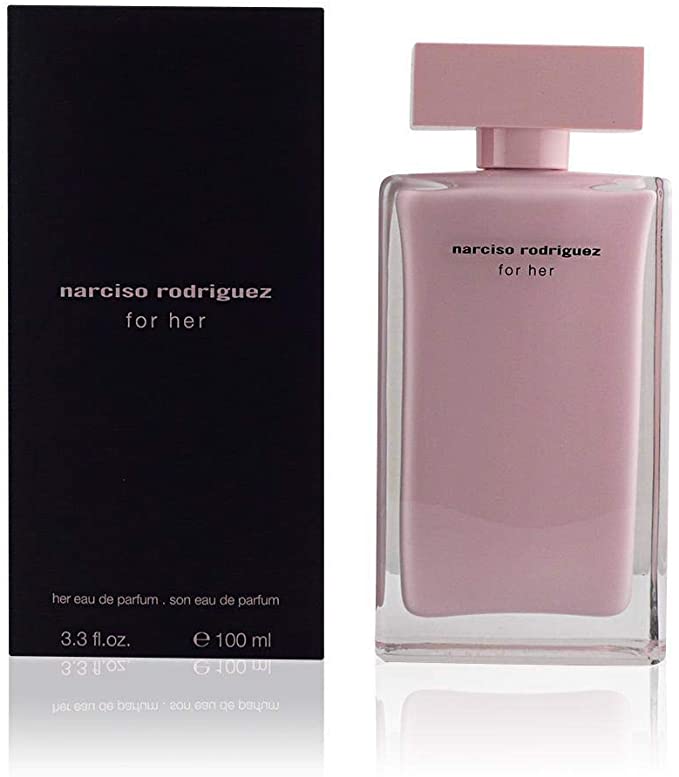 narciso rodriguez
for her
her eau de parfum . son eau de parfum
3.3 fl.oz. ℮ 100 ml
narciso rodriguez
for her